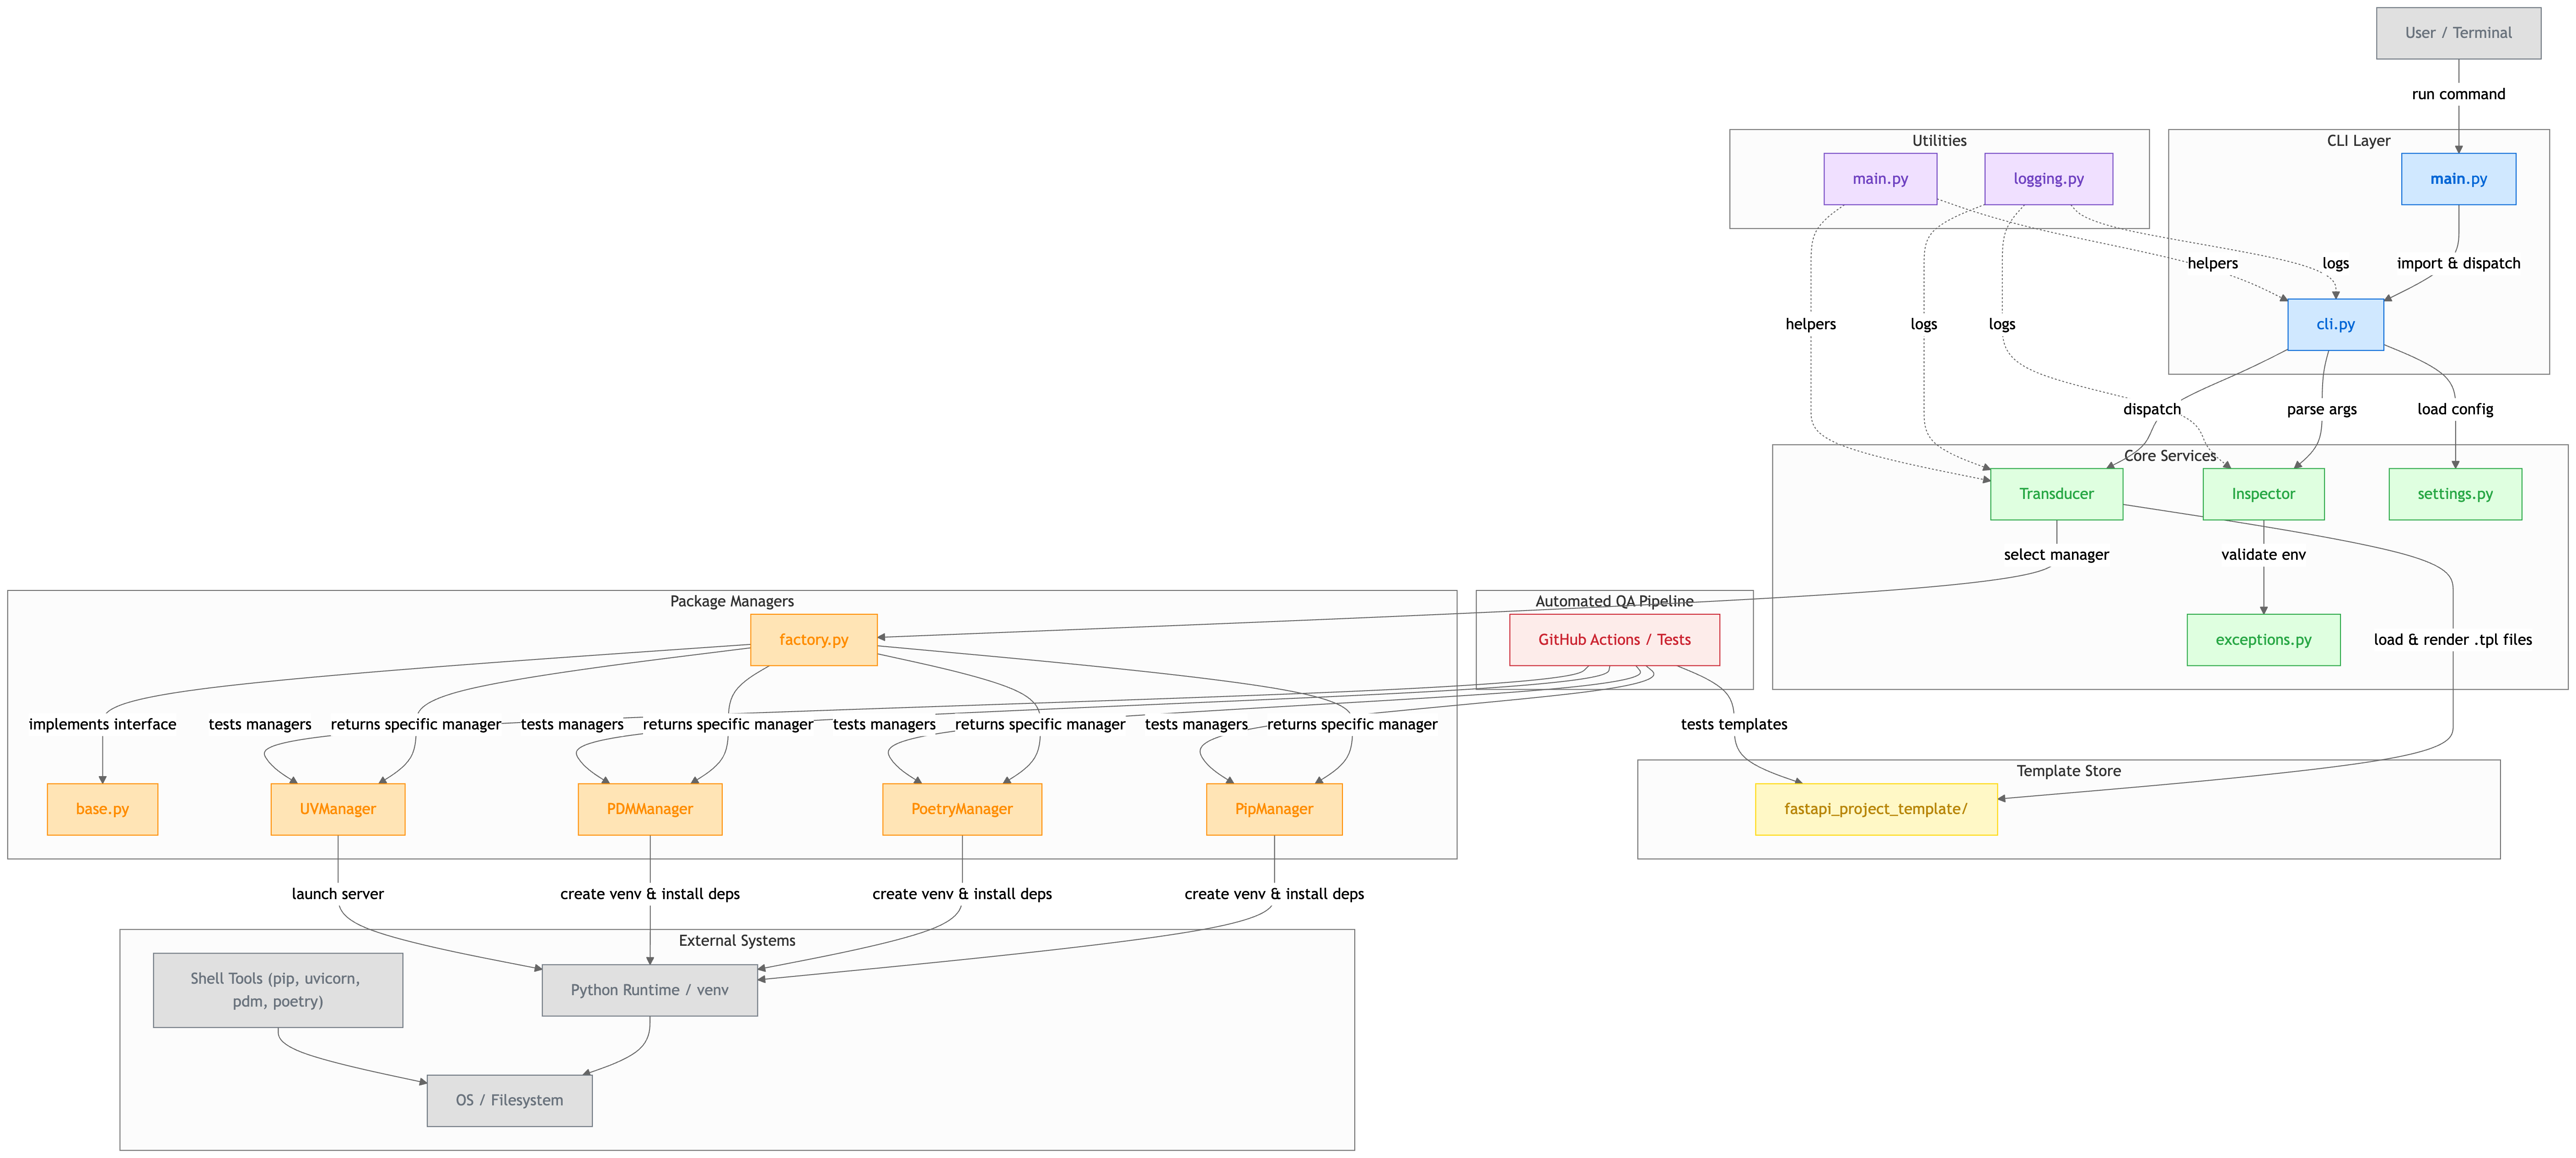 User / Terminal
run command
Utilities
CLI Layer
main.py
logging.py
main.py
helpers
logs
import & dispatch
helpers
logs
logs
cli.py
dispatch
parse args
load config
Core Services
Transducer
Inspector
settings.py
select manager
validate env
Package Managers
Automated QA Pipeline
factory.py
GitHub Actions / Tests
exceptions.py
load & render .tpl files
implements interface
tests managers
returns specific manager
tests managers
returns specific manager
tests managers
returns specific manager
tests managers
returns specific manager
tests templates
Template Store
base.py
UVManager
PDMManager
PoetryManager
PipManager
fastapi_project_template/
launch server
create venv & install deps
create venv & install deps
create venv & install deps
External Systems
Shell Tools (pip, uvicorn,
pdm, poetry)
Python Runtime / venv
OS / Filesystem